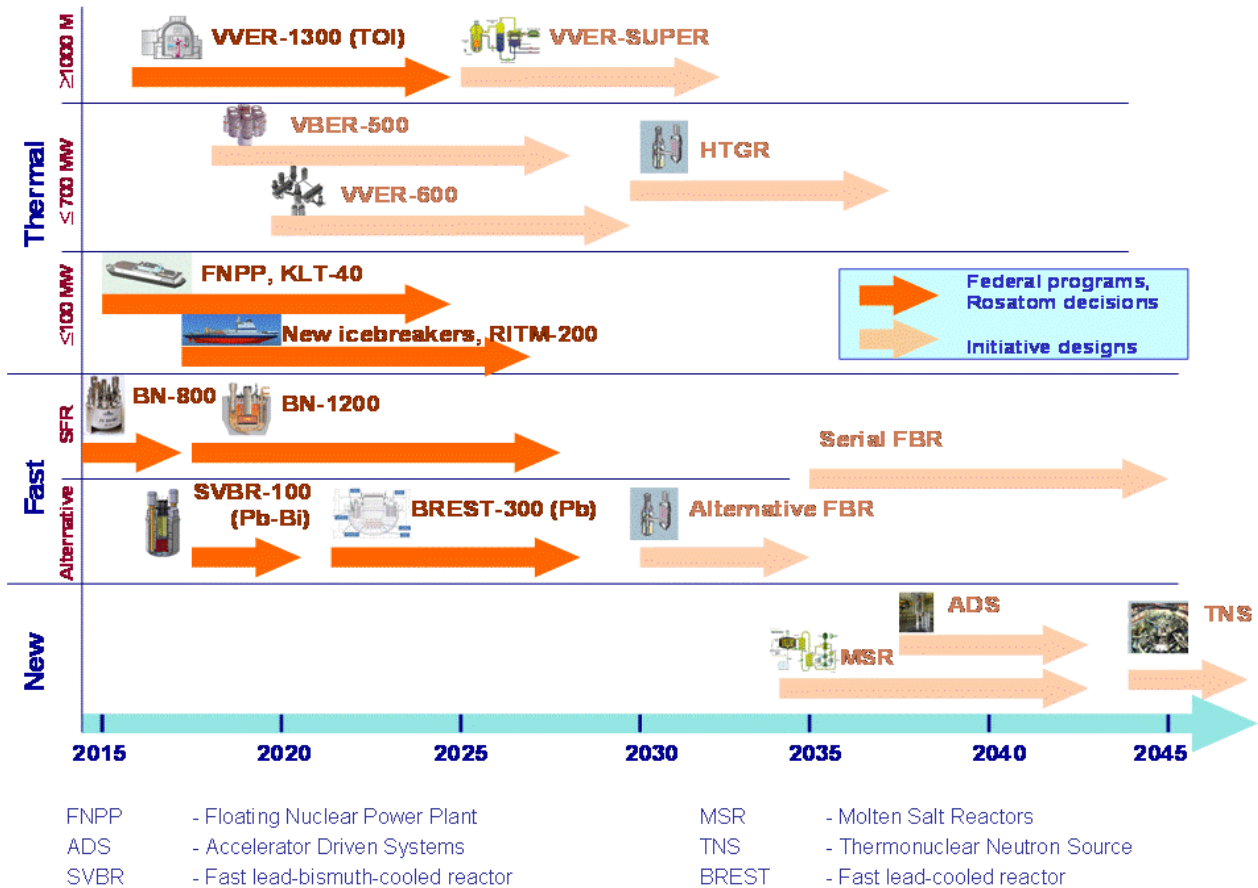 ≥1000 M
VVER-1300 (TOI)
VVER-SUPER
Thermal
≤ 700 MW
VBER-500
HTGR
VVER-600
≤100 MW
FNPP, KLT-40
New icebreakers, RITM-200
Federal programs,
Rosatom decisions
Initiative designs
Fast
SFR
BN-800
BN-1200
Serial FBR
Alternative
SVBR-100
(Pb-Bi)
BREST-300 (Pb)
Alternative FBR
New
ADS
TNS
MSR
2015 2020 2025 2030 2035 2040 2045
FNPP - Floating Nuclear Power Plant
ADS - Accelerator Driven Systems
SVBR - Fast lead-bismuth-cooled reactor
MSR - Molten Salt Reactors
TNS - Thermonuclear Neutron Source
BREST - Fast lead-cooled reactor